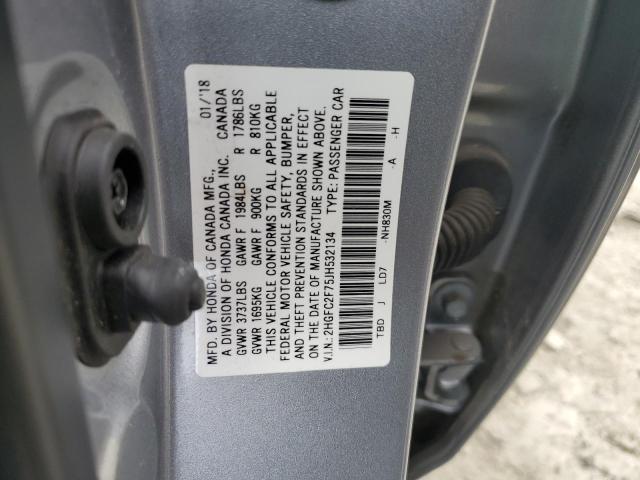 MFD. BY HONDA OF CANADA MFG., 01/'18
A DIVISION OF HONDA CANADA INC. CANADA
GVWR 3737LBS GAWR F 1984LBS R 1786LBS
GVWR 1695KG GAWR F 900KG R 810KG
THIS VEHICLE CONFORMS TO ALL APPLICABLE
FEDERAL MOTOR VEHICLE SAFETY, BUMPER,
AND THEFT PREVENTION STANDARDS IN EFFECT
ON THE DATE OF MANUFACTURE SHOWN ABOVE.
V.I.N.: 2HGFC2F75JH532134 TYPE: PASSENGER CAR
TBD J LD7 -NH830M -A -H